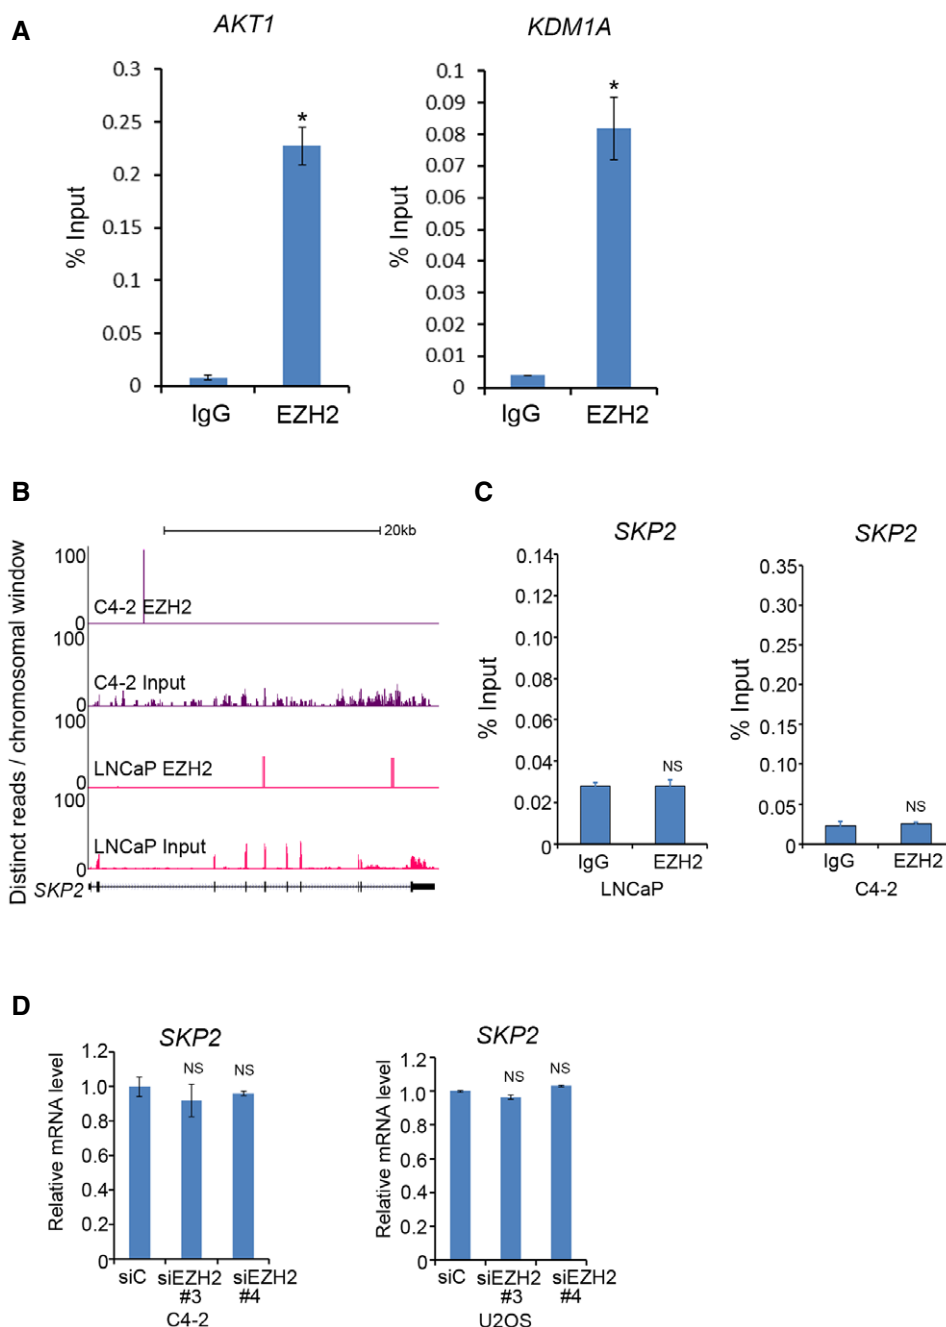 A
AKT1
KDM1A
% Input
0.3
0.25
0.2
0.15
0.1
0.05
0
*
IgG
EZH2
% Input
0.1
0.09
0.08
0.07
0.06
0.05
0.04
0.03
0.02
0.01
0
*
IgG
EZH2
B
Distinct reads / chromosomal window
20kb
100
C4-2 EZH2
0
100
C4-2 Input
0
100
LNCaP EZH2
0
100
LNCaP Input
0
SKP2
C
SKP2
% Input
0.14
0.12
0.10
0.08
0.06
0.04
0.02
0
NS
IgG
EZH2
LNCaP
SKP2
% Input
0.35
0.30
0.25
0.20
0.15
0.10
0.05
0
NS
IgG
EZH2
C4-2
D
SKP2
Relative mRNA level
1.2
1.0
0.8
0.6
0.4
0.2
0
NS
NS
siC
siEZH2
#3
siEZH2
#4
C4-2
SKP2
Relative mRNA level
1.2
1.0
0.8
0.6
0.4
0.2
0
NS
NS
siC
siEZH2
#3
siEZH2
#4
U2OS